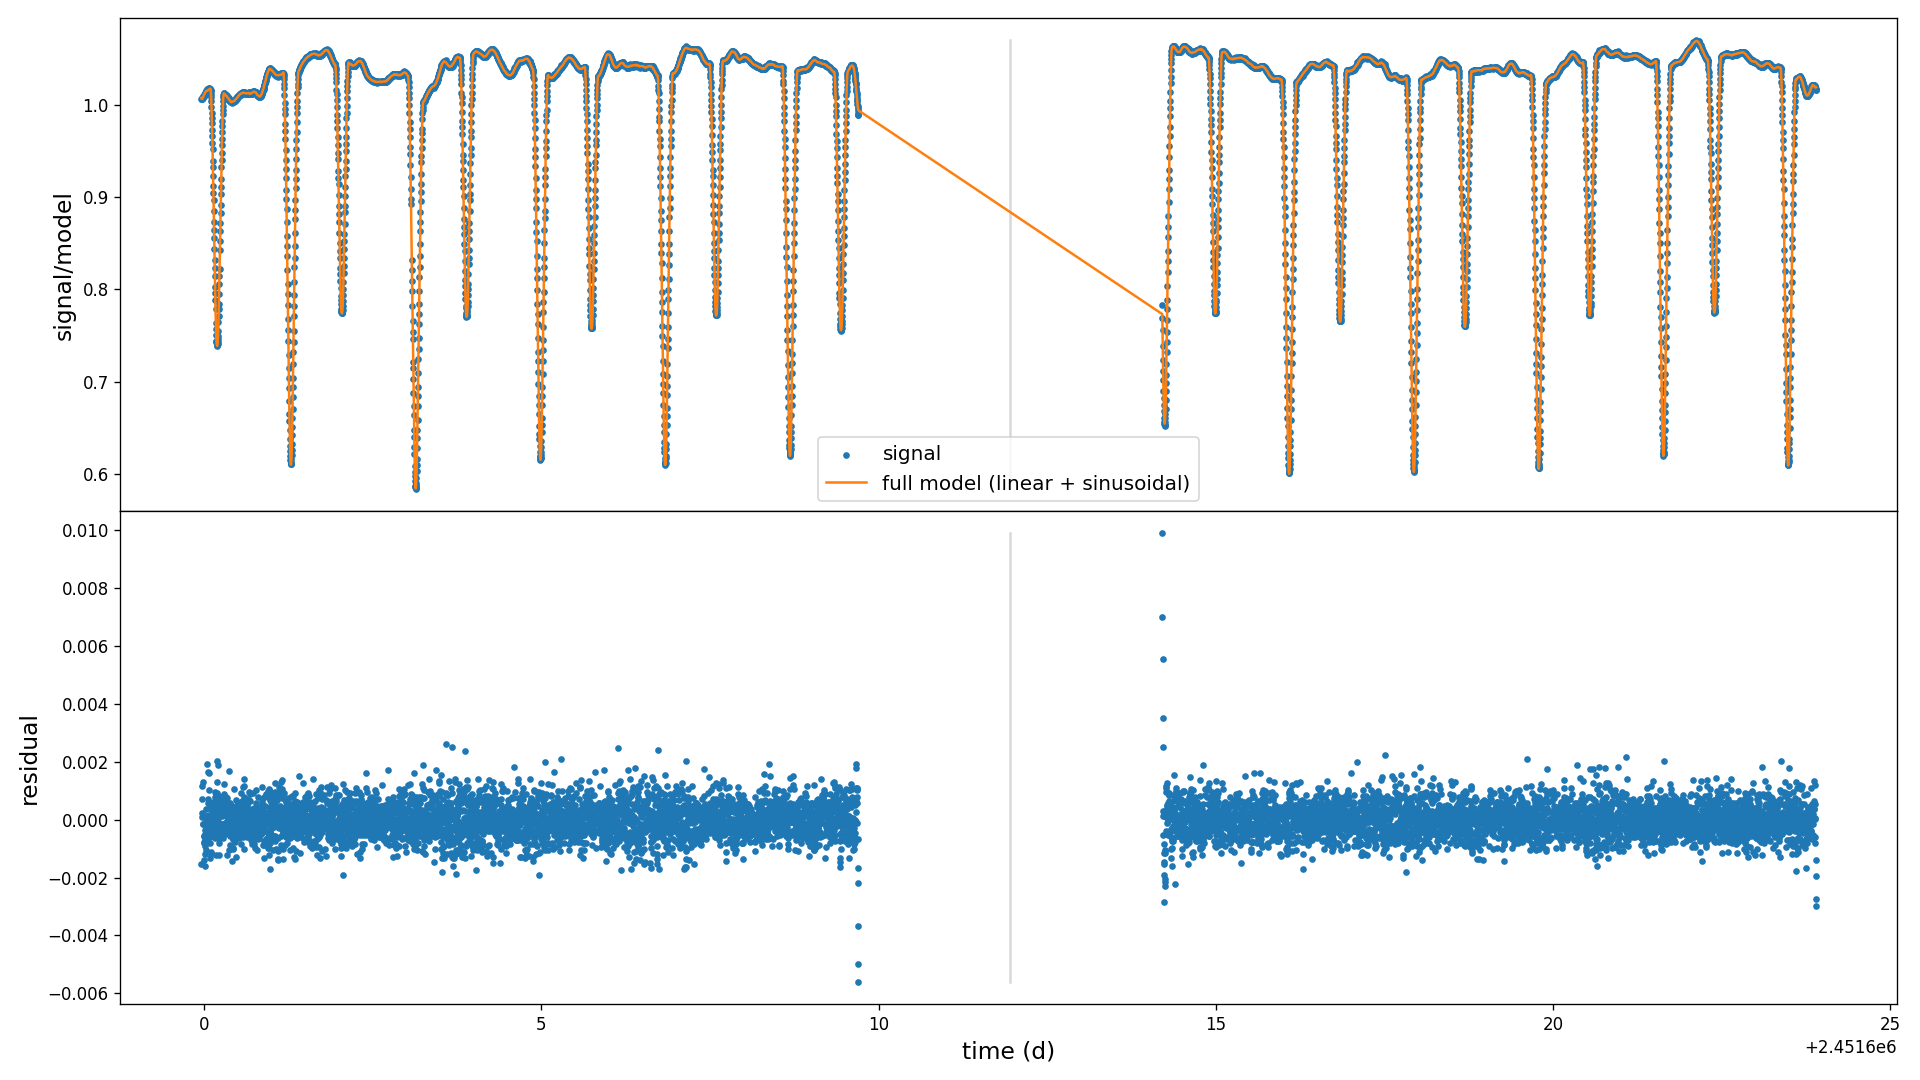 1.0
0.9
0.8
0.7
0.6
signal/model
signal
full model (linear + sinusoidal)
0.010
0.008
0.006
0.004
0.002
0.000
−0.002
−0.004
−0.006
residual
0 5 10 15 20 25
time (d)
+2.4516e6